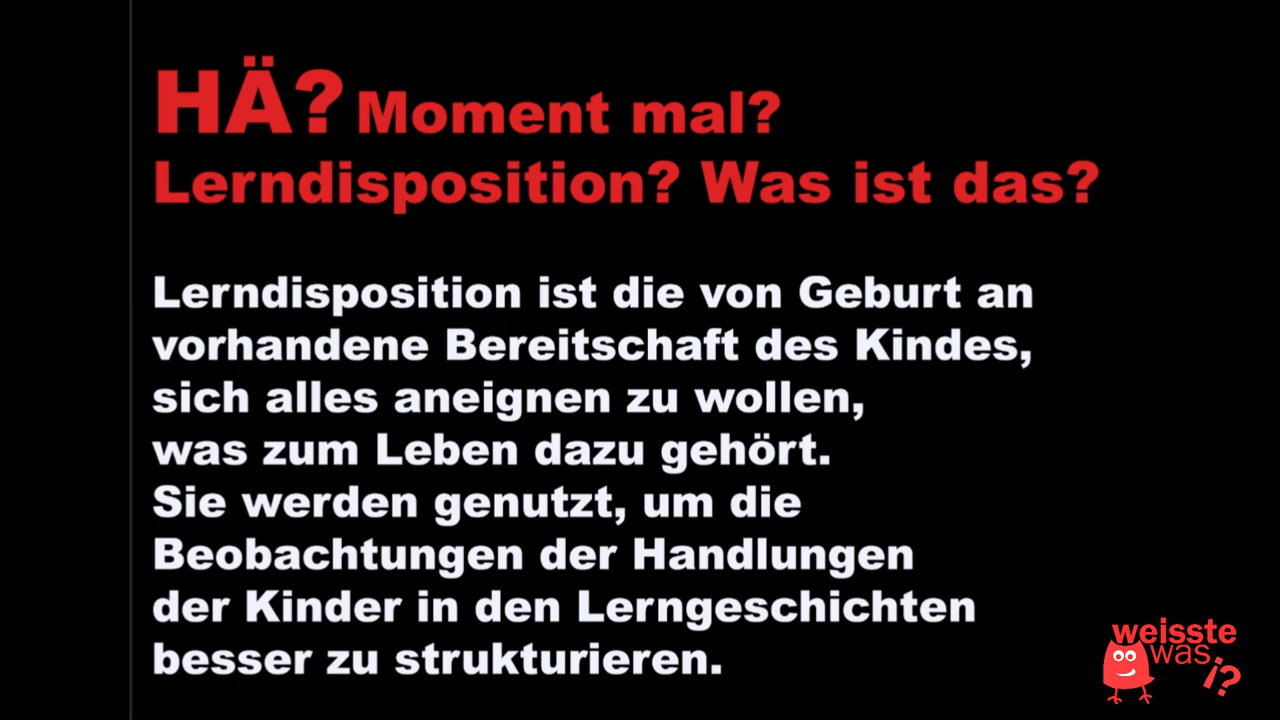 HÄ? Moment mal?
Lerndisposition? Was ist das?
Lerndisposition ist die von Geburt an
vorhandene Bereitschaft des Kindes,
sich alles aneignen zu wollen,
was zum Leben dazu gehört.
Sie werden genutzt, um die
Beobachtungen der Handlungen
der Kinder in den Lerngeschichten
besser zu strukturieren.
weisste
was
i?